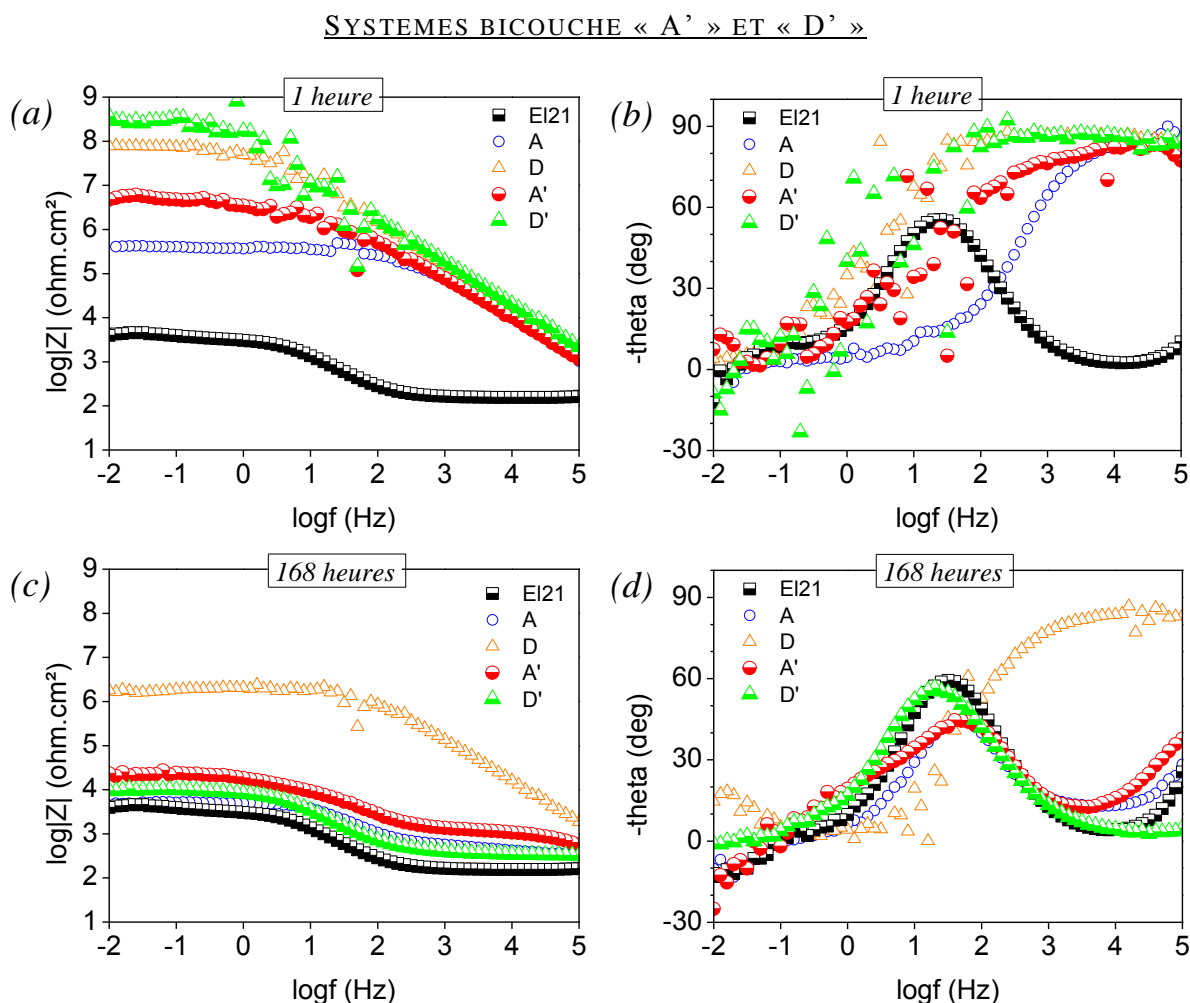 SYSTEMES BICOUCHE « A' » ET « D' »
(a)
1 heure
9
8
7
6
5
4
3
2
1
log|Z| (ohm.cm²)
-2 -1 0 1 2 3 4 5
logf (Hz)
El21
A
D
A'
D'
(b)
1 heure
90
60
30
0
-30
-theta (deg)
-2 -1 0 1 2 3 4 5
logf (Hz)
El21
A
D
A'
D'
(c)
168 heures
9
8
7
6
5
4
3
2
1
log|Z| (ohm.cm²)
-2 -1 0 1 2 3 4 5
logf (Hz)
El21
A
D
A'
D'
(d)
168 heures
90
60
30
0
-30
-theta (deg)
-2 -1 0 1 2 3 4 5
logf (Hz)
El21
A
D
A'
D'